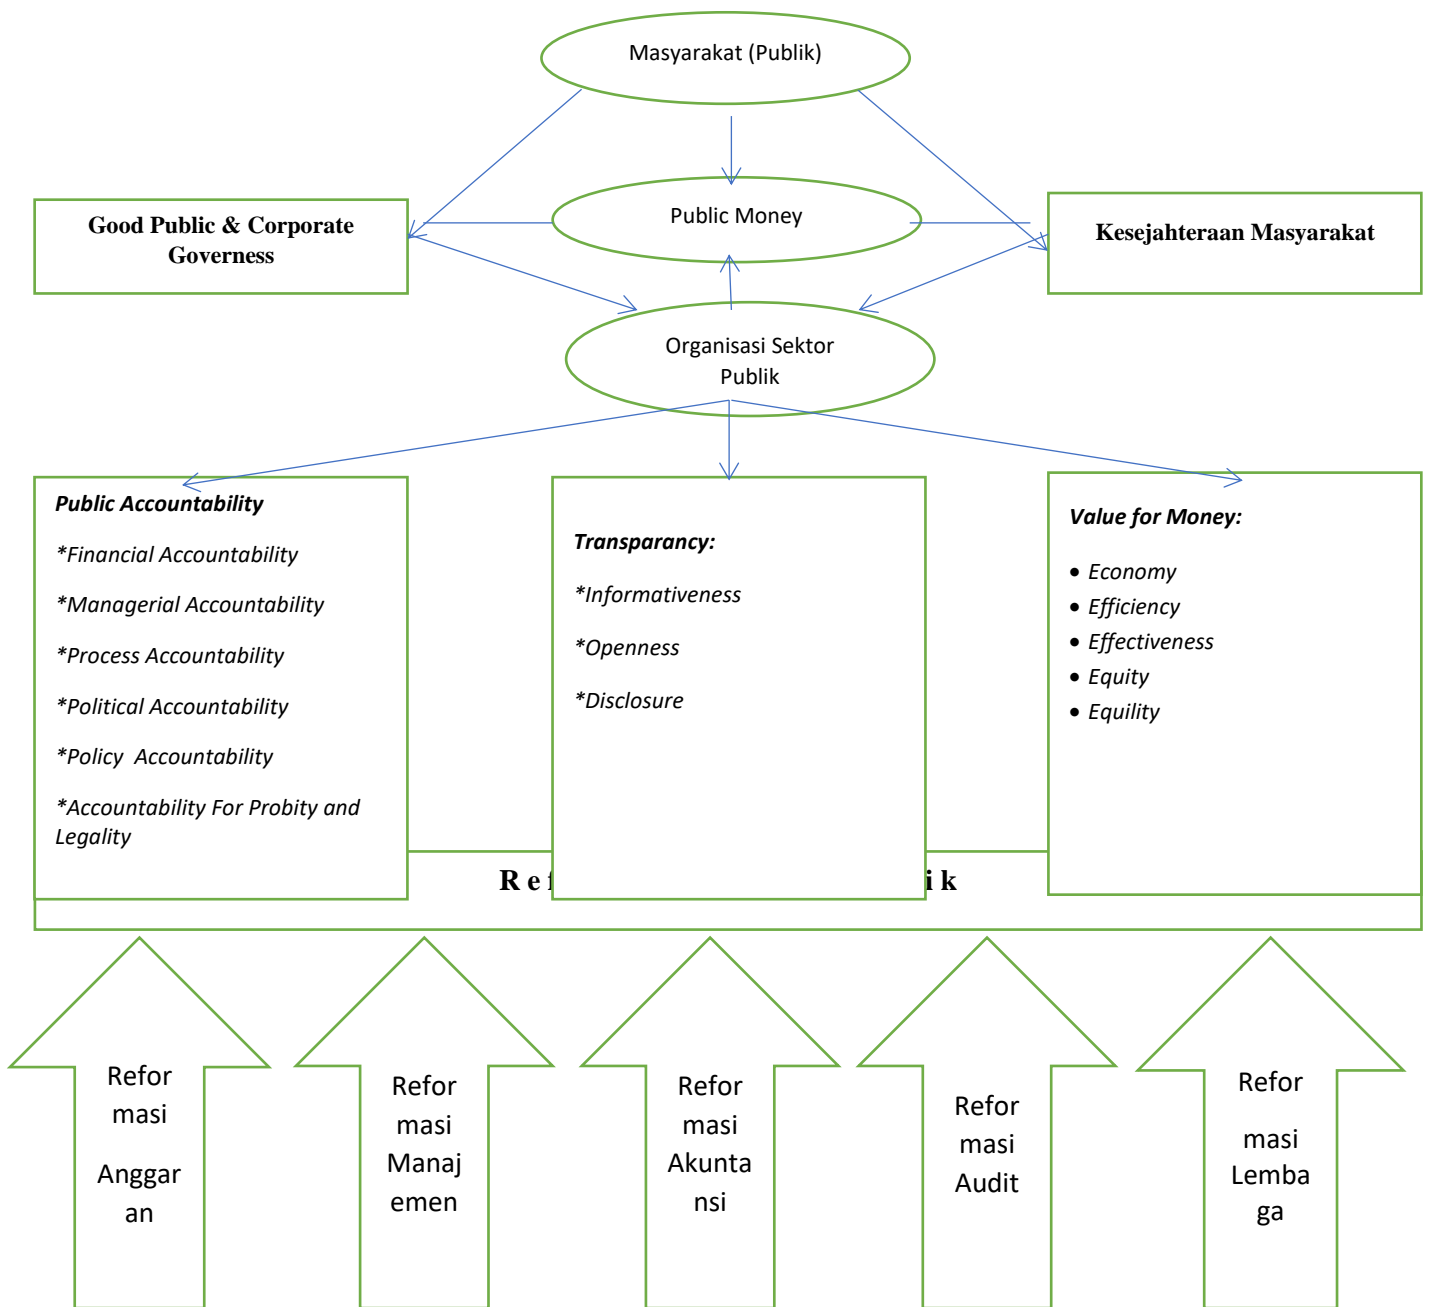 Masyarakat (Publik)
Public Money
Good Public & Corporate
Governess
Kesejahteraan Masyarakat
Organisasi Sektor
Publik
Public Accountability
*Financial Accountability
*Managerial Accountability
*Process Accountability
*Political Accountability
*Policy  Accountability
*Accountability For Probity and
Legality
Transparancy:
*Informativeness
*Openness
*Disclosure
Value for Money:
• Economy
• Efficiency
• Effectiveness
• Equity
• Equility
R e
i k
Refor
masi
Anggar
an
Refor
masi
Manaj
emen
Refor
masi
Akunta
nsi
Refor
masi
Audit
Refor
masi
Lemba
ga